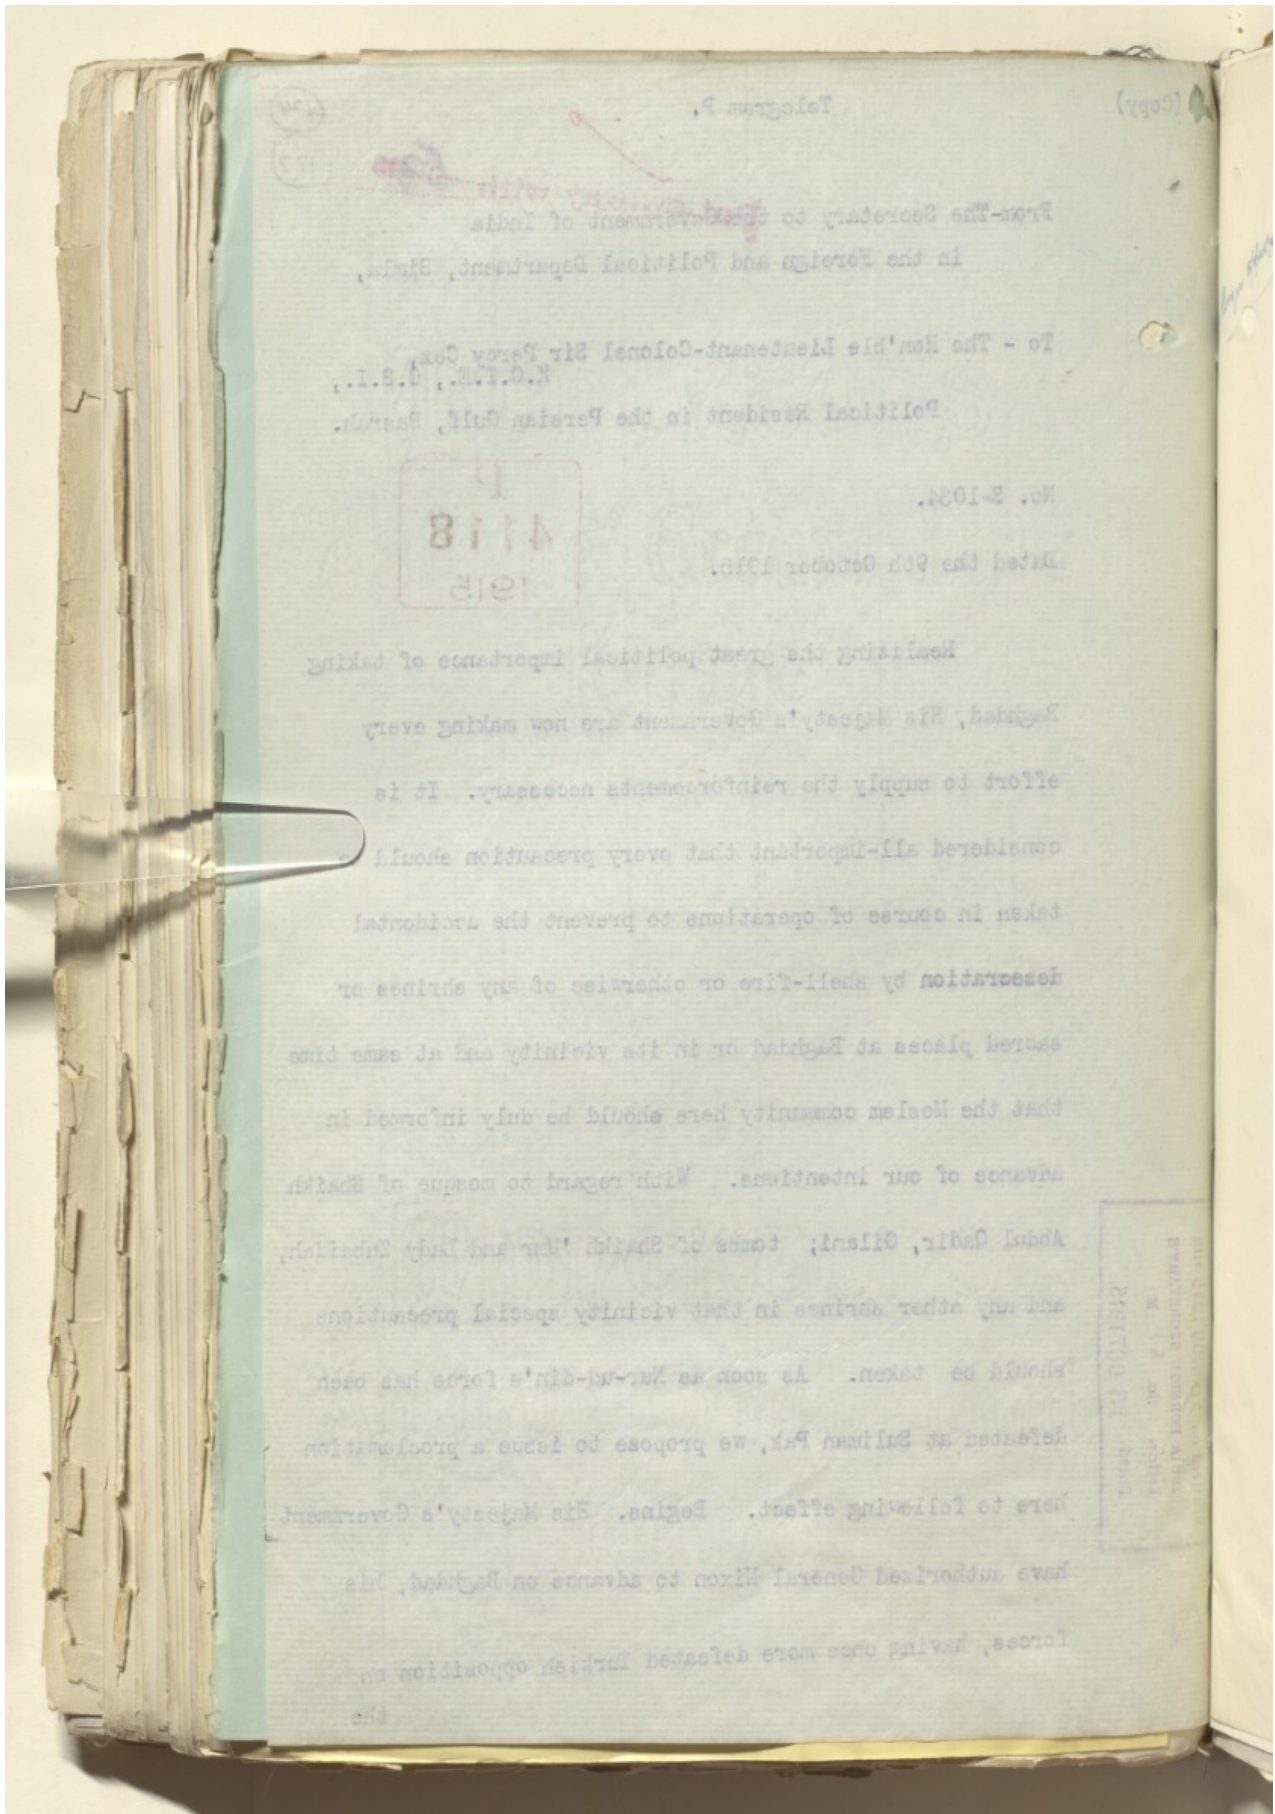 (Copy)
Telegram P.
From-The Secretary to the Government of India
in the Foreign and Political Department, Simla,
To - The Hon'ble Lieutenant-Colonel Sir Percy Cox,
K.C.I.E., C.S.I.,
Political Resident in the Persian Gulf, Basrah.
No. S-1034.
P
4118
1915
Dated the 9th October 1915.
Realizing the great political importance of taking
Baghdad, His Majesty's Government are now making every
effort to supply the reinforcements necessary. It is
considered all-important that every precaution should
taken in course of operations to prevent the accidental
desecration by shell-fire or otherwise of any shrines or
sacred places at Baghdad or in its vicinity and at same time
that the Moslem community here should be duly informed in
advance of our intentions. With regard to mosque of Shaikh
Abdul Qadir, Gilani; tombs of Shaikh 'Umr and Lady Zubaidah,
and any other shrines in that vicinity special precautions
should be taken. As soon as Nur-ud-din's force has been
defeated at Suliman Pak, we propose to issue a proclamation
here to following effect. Begins. His Majesty's Government
have authorized General Nixon to advance on Baghdad, his
forces, having once more defeated Turkish opposition on
the